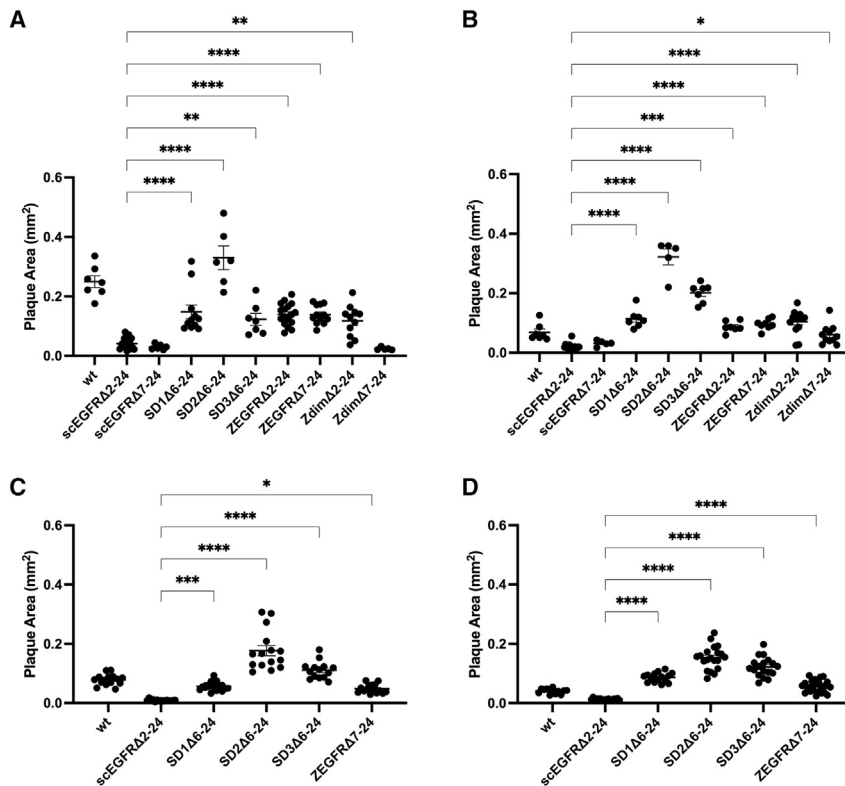 A
**
****
****
**
****
****
Plaque Area (mm²)
0.6
0.4
0.2
0.0
wt
scEGFRΔ2-24
scEGFRΔ7-24
SD1Δ6-24
SD2Δ6-24
SD3Δ6-24
ZEGFRΔ2-24
ZEGFRΔ7-24
ZdimΔ2-24
ZdimΔ7-24
B
*
****
****
***
****
****
Plaque Area (mm²)
0.6
0.4
0.2
0.0
wt
scEGFRΔ2-24
scEGFRΔ7-24
SD1Δ6-24
SD2Δ6-24
SD3Δ6-24
ZEGFRΔ2-24
ZEGFRΔ7-24
ZdimΔ2-24
ZdimΔ7-24
C
*
****
****
***
Plaque Area (mm²)
0.6
0.4
0.2
0.0
wt
scEGFRΔ2-24
SD1Δ6-24
SD2Δ6-24
SD3Δ6-24
ZEGFRΔ7-24
D
****
****
****
****
Plaque Area (mm²)
0.6
0.4
0.2
0.0
wt
scEGFRΔ2-24
SD1Δ6-24
SD2Δ6-24
SD3Δ6-24
ZEGFRΔ7-24